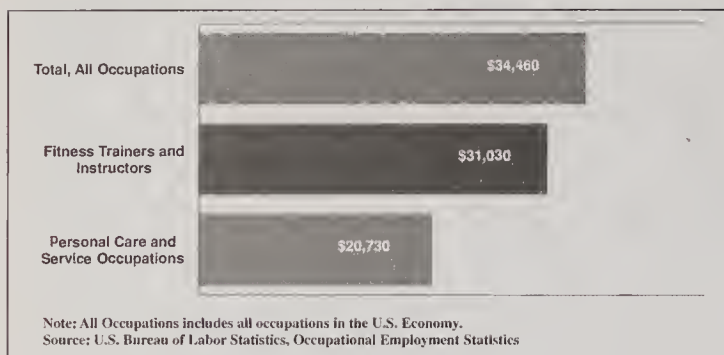 Total, All Occupations
$34,460
Fitness Trainers and
Instructors
$31,030
Personal Care and
Service Occupations
$20,730
Note: All Occupations includes all occupations in the U.S. Economy.
Source: U.S. Bureau of Labor Statistics, Occupational Employment Statistics